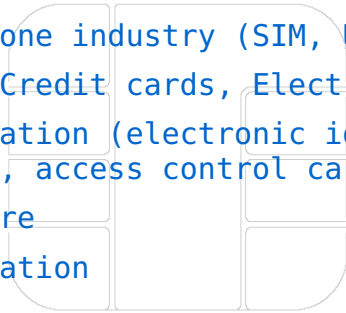 one industry (SIM,
Credit cards, Elect
ation (electronic
, access control ca
re
ation